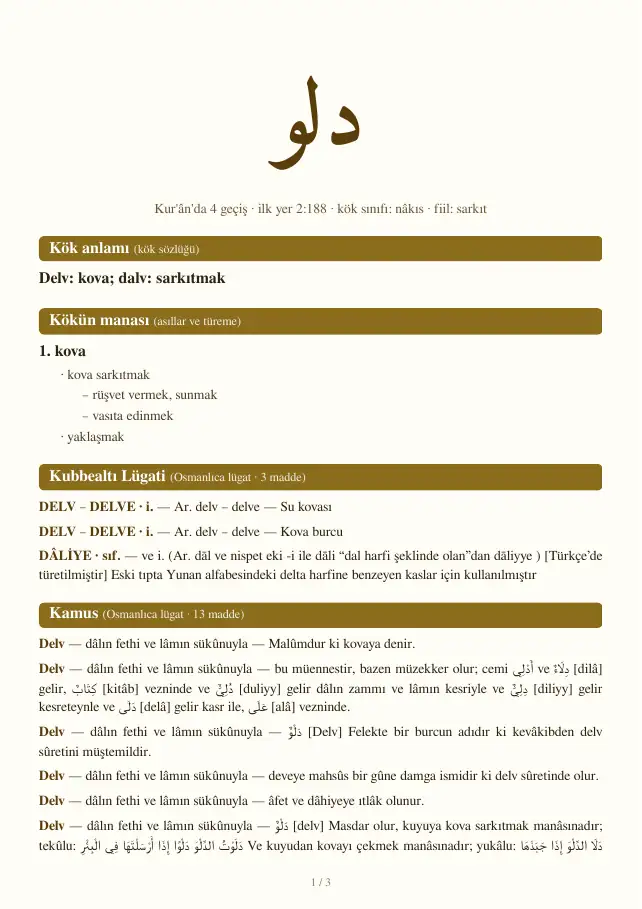 دلو
Kur'ân'da 4 geçiş · ilk yer 2:188 · kök sınıfı: nâkıs · fiil: sarkıt
Kök anlamı (kök sözlüğü)
Delv: kova; dalv: sarkıtmak
Kökün manası (asıllar ve türeme)
1. kova
· kova sarkıtmak
– rüşvet vermek, sunmak
– vasıta edinmek
· yaklaşmak
Kubbealtı Lügati (Osmanlıca lügat · 3 madde)
DELV – DELVE · i. — Ar. delv – delve — Su kovası
DELV – DELVE · i. — Ar. delv – delve — Kova burcu
DÂLİYE · sıf. — ve i. (Ar. dāl ve nispet eki -i ile dāli “dal harfi şeklinde olan”dan dāliyye ) [Türkçe’de
türetilmiştir] Eski tıpta Yunan alfabesindeki delta harfine benzeyen kaslar için kullanılmıştır
Kamus (Osmanlıca lügat · 13 madde)
Delv — dâlın fethi ve lâmın sükûnuyla — Malûmdur ki kovaya denir.
Delv — dâlın fethi ve lâmın sükûnuyla — bu müennestir, bazen müzekker olur; cemi أَدْلِي ve دِلَاءٌ [dilâ]
gelir, كِتَابٌ [kitâb] vezninde ve دُلِيٌّ [duliyy] gelir dâlın zammı ve lâmın kesriyle ve دِلِيٌّ [diliyy] gelir
kesreteynle ve دَلَى [delâ] gelir kasr ile, عَلَى [alâ] vezninde.
Delv — dâlın fethi ve lâmın sükûnuyla — دَلْوٌ [Delv] Felekte bir burcun adıdır ki kevâkibden delv
sûretini müştemildir.
Delv — dâlın fethi ve lâmın sükûnuyla — deveye mahsûs bir gûne damga ismidir ki delv sûretinde olur.
Delv — dâlın fethi ve lâmın sükûnuyla — âfet ve dâhiyeye ıtlâk olunur.
Delv — dâlın fethi ve lâmın sükûnuyla — دَلْوٌ [delv] Masdar olur, kuyuya kova sarkıtmak manâsınadır;
tekûlu: دَلَوْتُ الدَّلْوَ دَلْوًا إِذَا أَرْسَلْتَهَا فِي الْبِئْرِ Ve kuyudan kovayı çekmek manâsınadır; yukâlu: دَلَا الدَّلْوَ إِذَا جَبَذَهَا
1 / 3